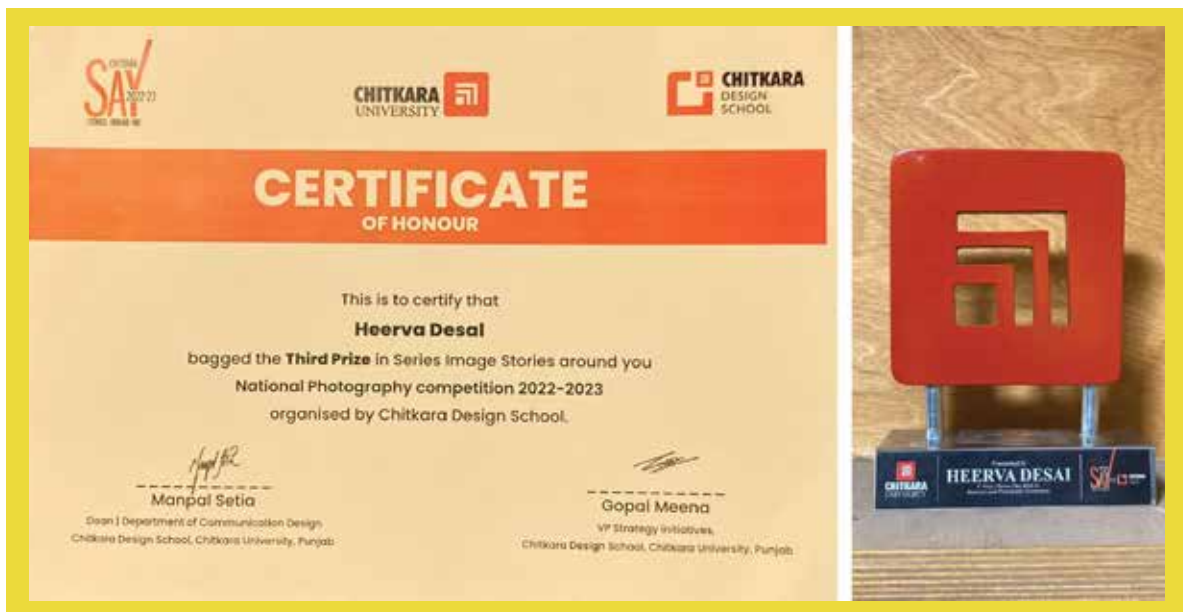 CHITKARA
SAY
2022-23
CHITKARA
UNIVERSITY
CHITKARA
DESIGN
SCHOOL
CERTIFICATE
OF HONOUR
This is to certify that
Heerva Desai
bagged the Third Prize in Series Image Stories around you
National Photography competition 2022-2023
organised by Chitkara Design School.
Manpal Setia
Dean | Department of Communication Design
Chitkara Design School, Chitkara University, Punjab
Gopal Meena
VP Strategy Initiatives,
Chitkara Design School, Chitkara University, Punjab
CHITKARA
UNIVERSITY
Presented to
HEERVA DESAI